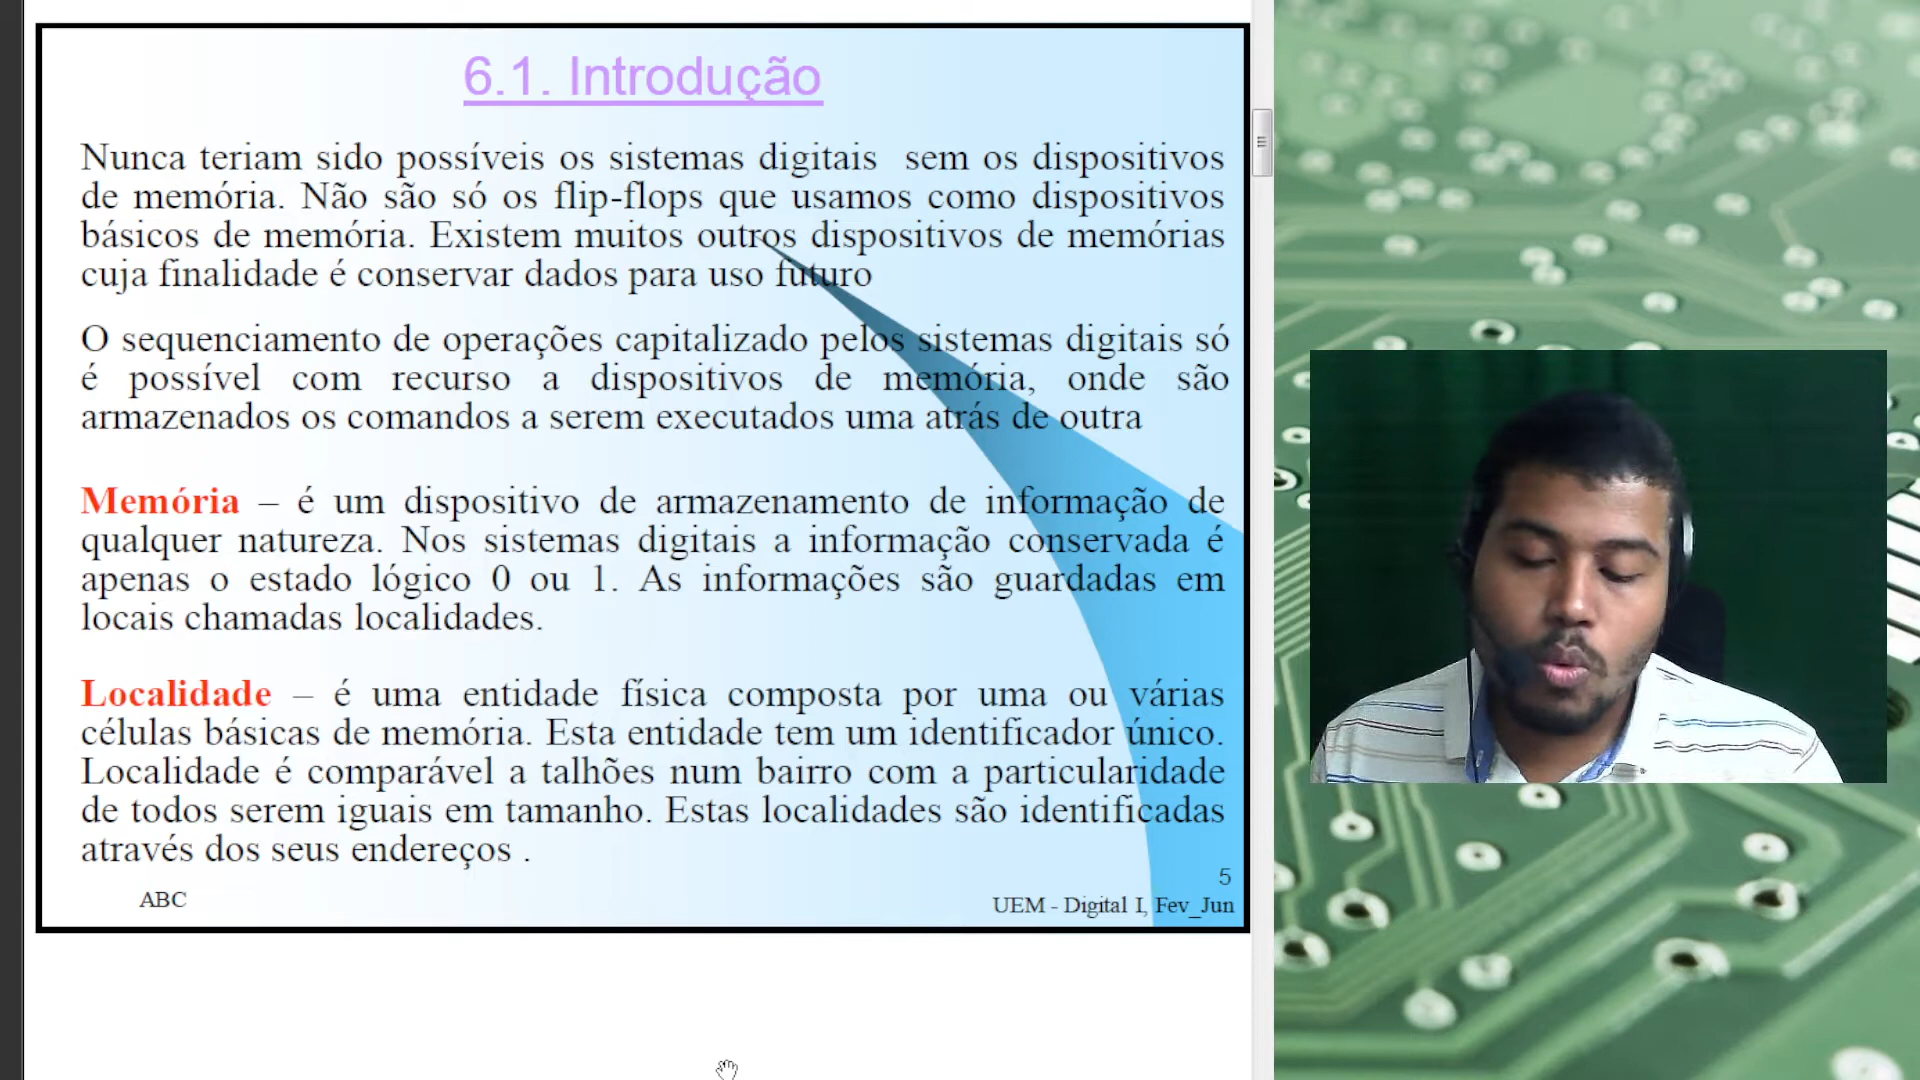 6.1. Introdução
Nunca teriam sido possíveis os sistemas digitais sem os dispositivos
de memória. Não são só os flip-flops que usamos como dispositivos
básicos de memória. Existem muitos outros dispositivos de memórias
cuja finalidade é conservar dados para uso futuro
O sequenciamento de operações capitalizado pelos sistemas digitais só
é possível com recurso a dispositivos de memória, onde são
armazenados os comandos a serem executados uma atrás de outra
Memória – é um dispositivo de armazenamento de informação de
qualquer natureza. Nos sistemas digitais a informação conservada é
apenas o estado lógico 0 ou 1. As informações são guardadas em
locais chamadas localidades.
Localidade – é uma entidade física composta por uma ou várias
células básicas de memória. Esta entidade tem um identificador único.
Localidade é comparável a talhões num bairro com a particularidade
de todos serem iguais em tamanho. Estas localidades são identificadas
através dos seus endereços .
5
ABC
UEM - Digital I, Fev_Jun